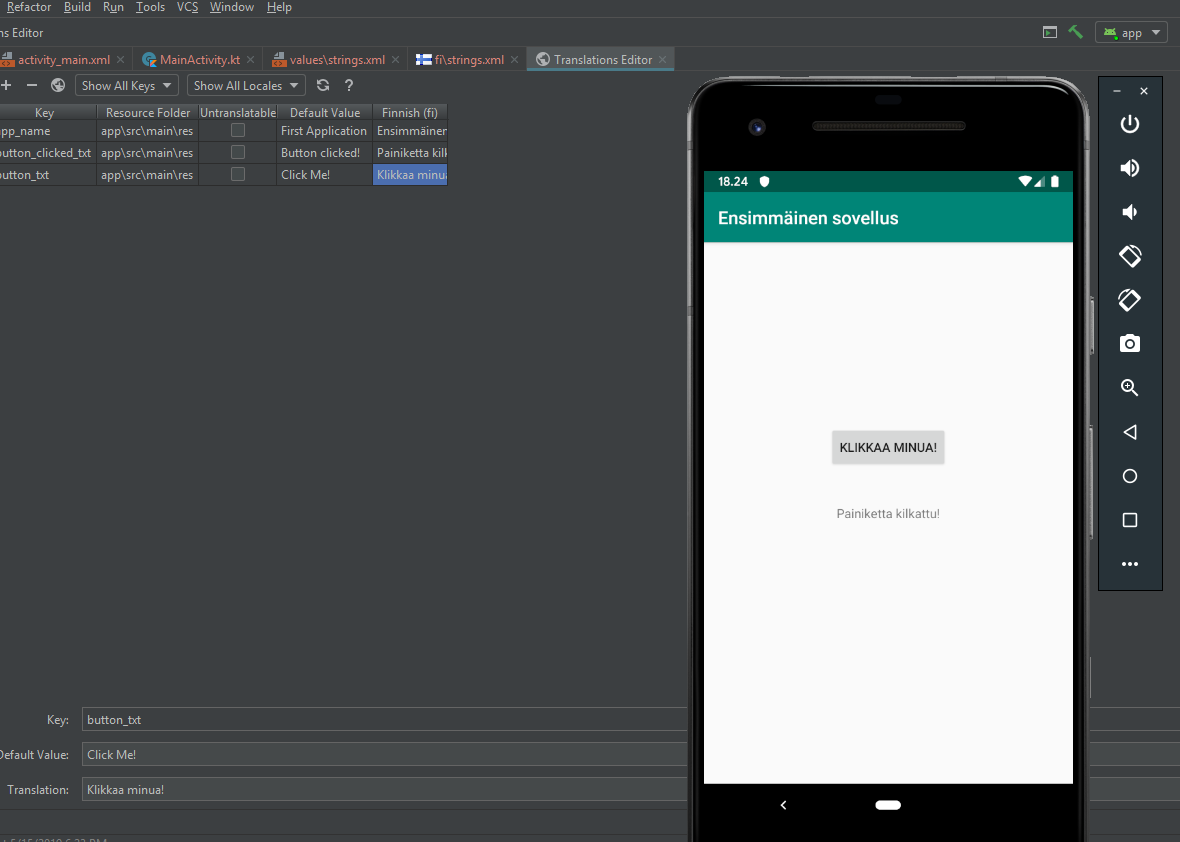 Refactor Build Run Tools VCS Window Help
ns Editor
app
activity_main.xml MainActivity.kt values\strings.xml fi\strings.xml Translations Editor
Show All Keys Show All Locales ?
Key Resource Folder Untranslatable Default Value Finnish (fi)
app_name app\src\main\res First Application Ensimmäinen
button_clicked_txt app\src\main\res Button clicked! Painiketta kilk
button_txt app\src\main\res Click Me! Klikkaa minua
18.24
Ensimmäinen sovellus
KLIKKAA MINUA!
Painiketta kilkattu!
Key: button_txt
Default Value: Click Me!
Translation: Klikkaa minua!